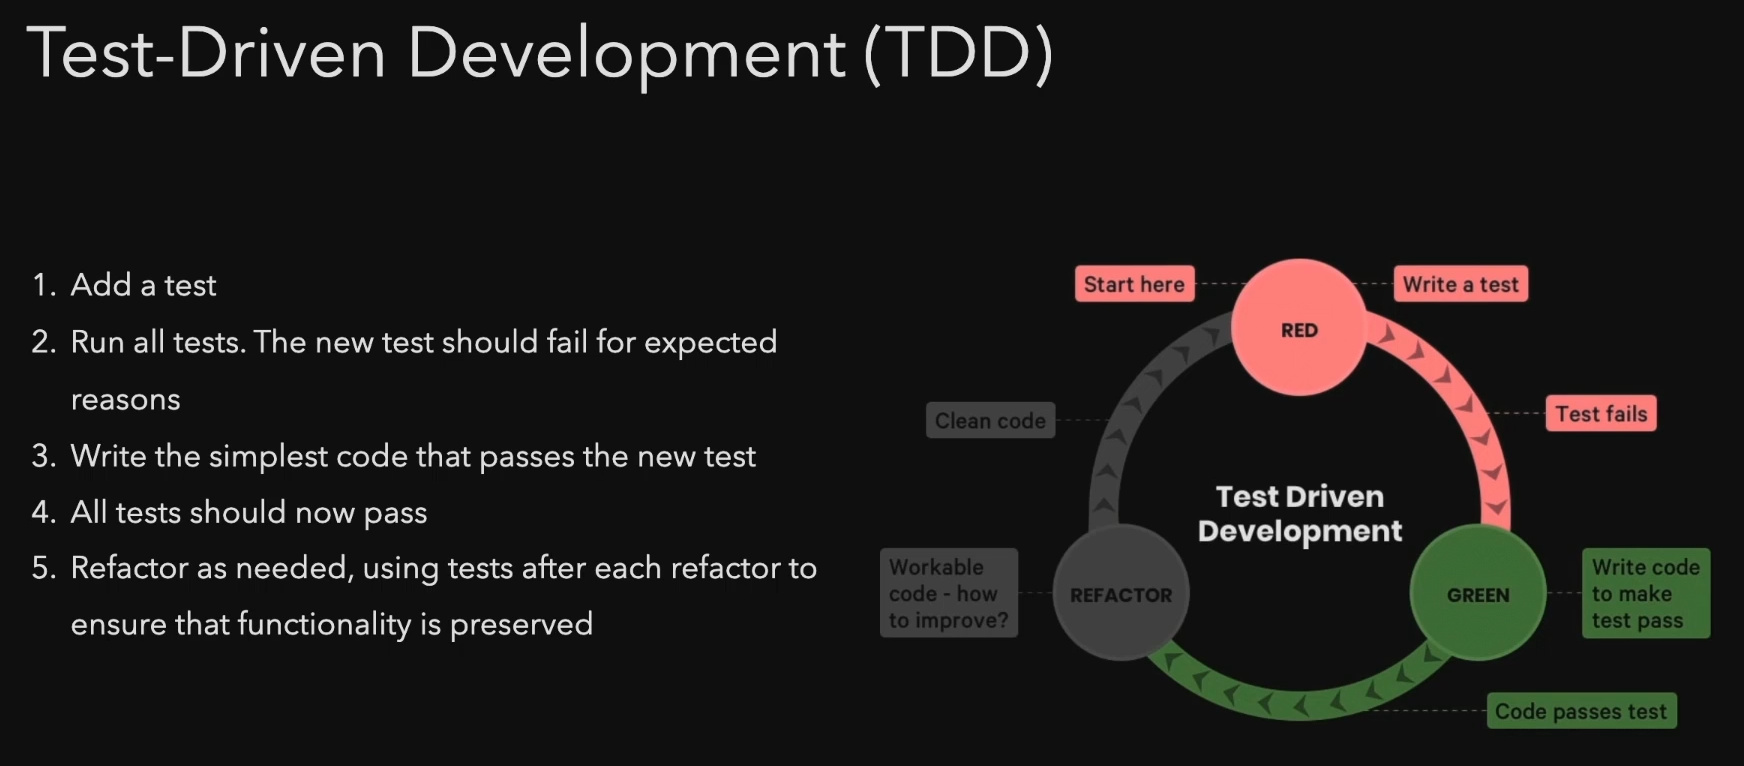 Test-Driven Development (TDD)
1. Add a test
2. Run all tests. The new test should fail for expected
reasons
3. Write the simplest code that passes the new test
4. All tests should now pass
5. Refactor as needed, using tests after each refactor to
ensure that functionality is preserved
Start here
Write a test
RED
Clean code
Test fails
Test Driven
Development
Workable
code - how
to improve?
REFACTOR
GREEN
Write code
to make
test pass
Code passes test